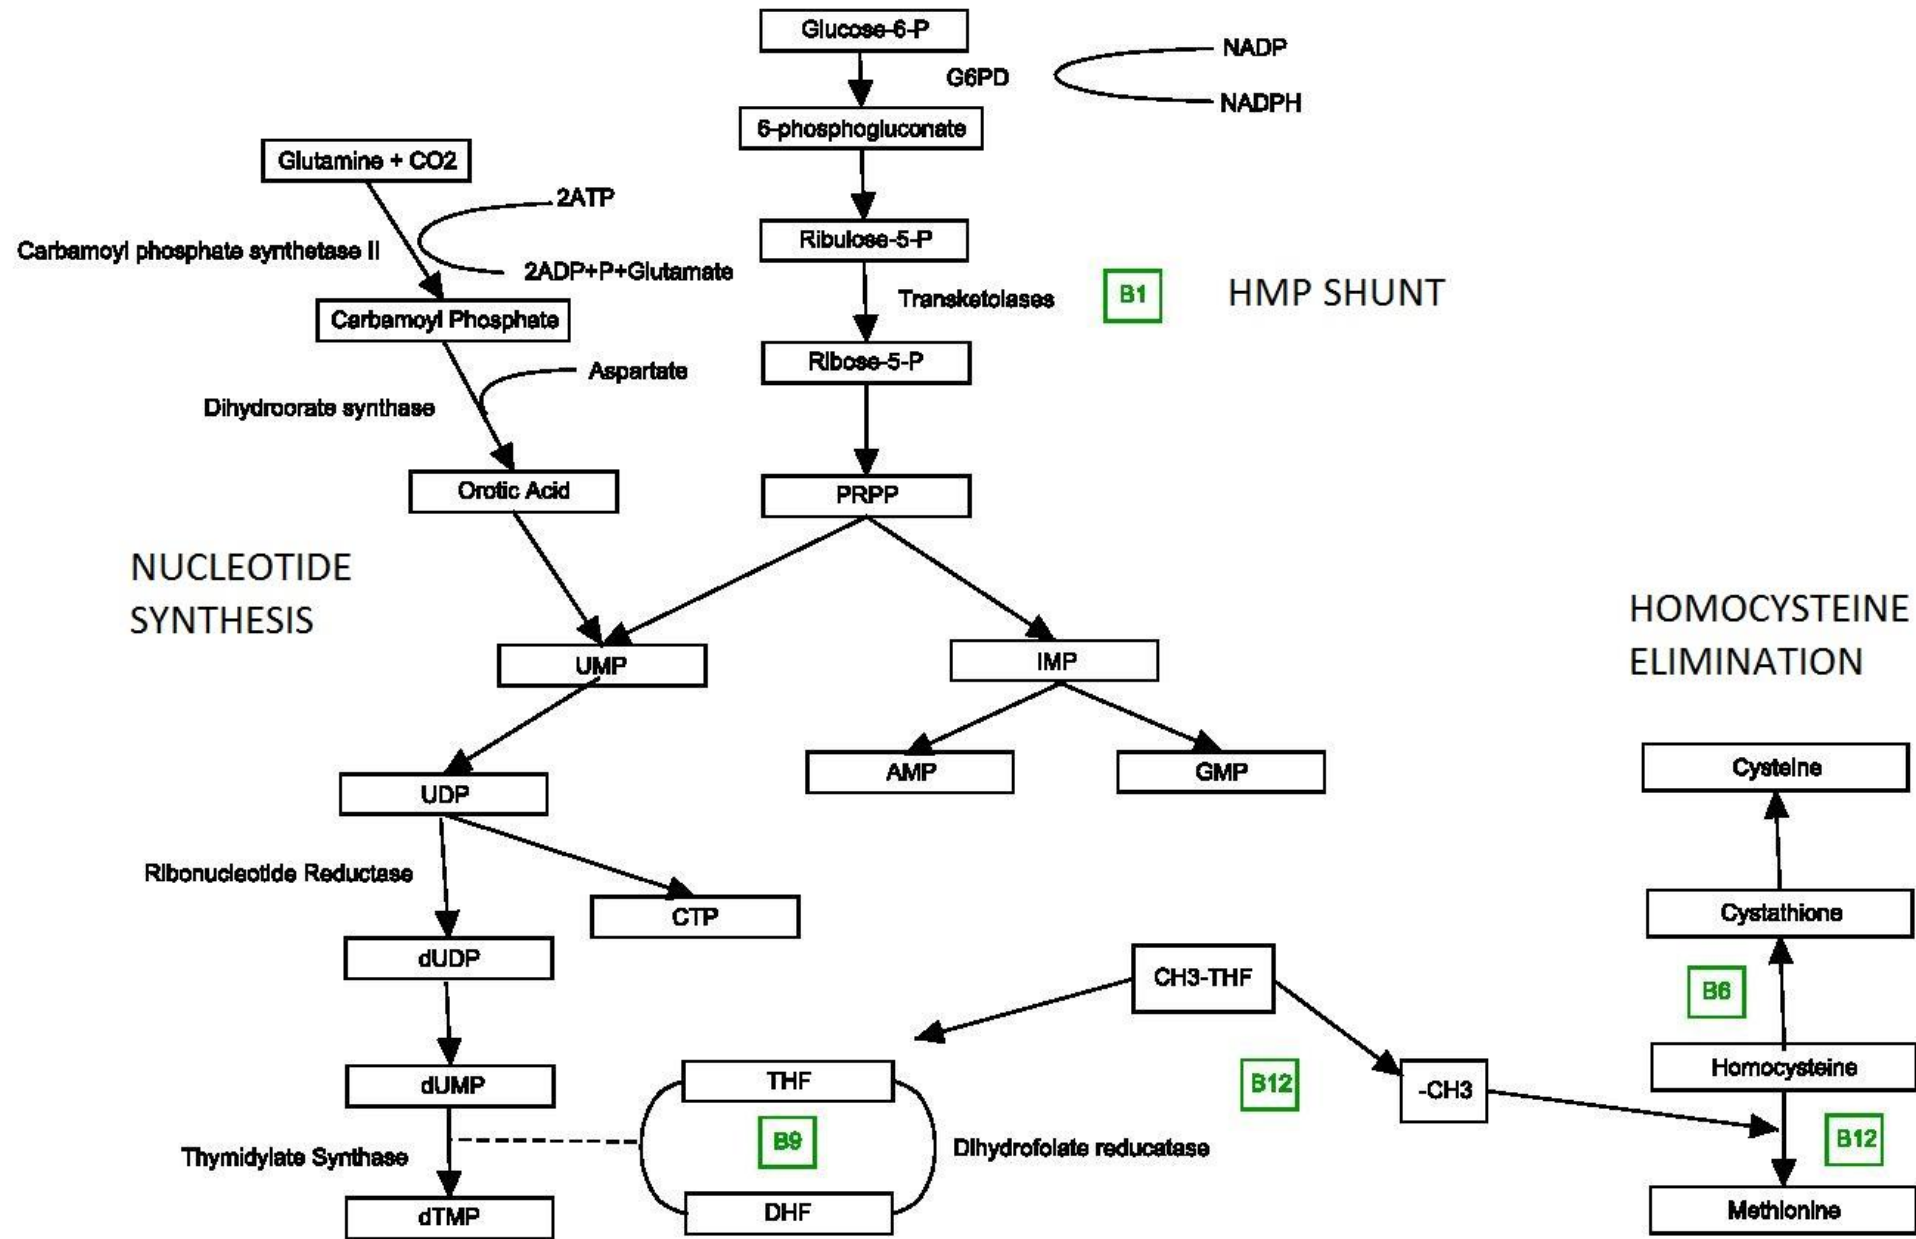 Glucose-6-P
NADP
G6PD
NADPH
6-phosphogluconate
Glutamine + CO2
2ATP
Ribulose-5-P
Carbamoyl phosphate synthetase II
2ADP+P+Glutamate
Transketolases
B1
HMP SHUNT
Carbamoyl Phosphate
Ribose-5-P
Aspartate
Dihydroorate synthase
Orotic Acid
PRPP
NUCLEOTIDE
SYNTHESIS
HOMOCYSTEINE
ELIMINATION
UMP
IMP
AMP
GMP
Cysteine
UDP
Ribonucleotide Reductase
CTP
Cystathione
dUDP
CH3-THF
B6
dUMP
THF
B12
-CH3
Homocysteine
B9
B12
Thymidylate Synthase
Dihydrofolate reducatase
dTMP
DHF
Methionine